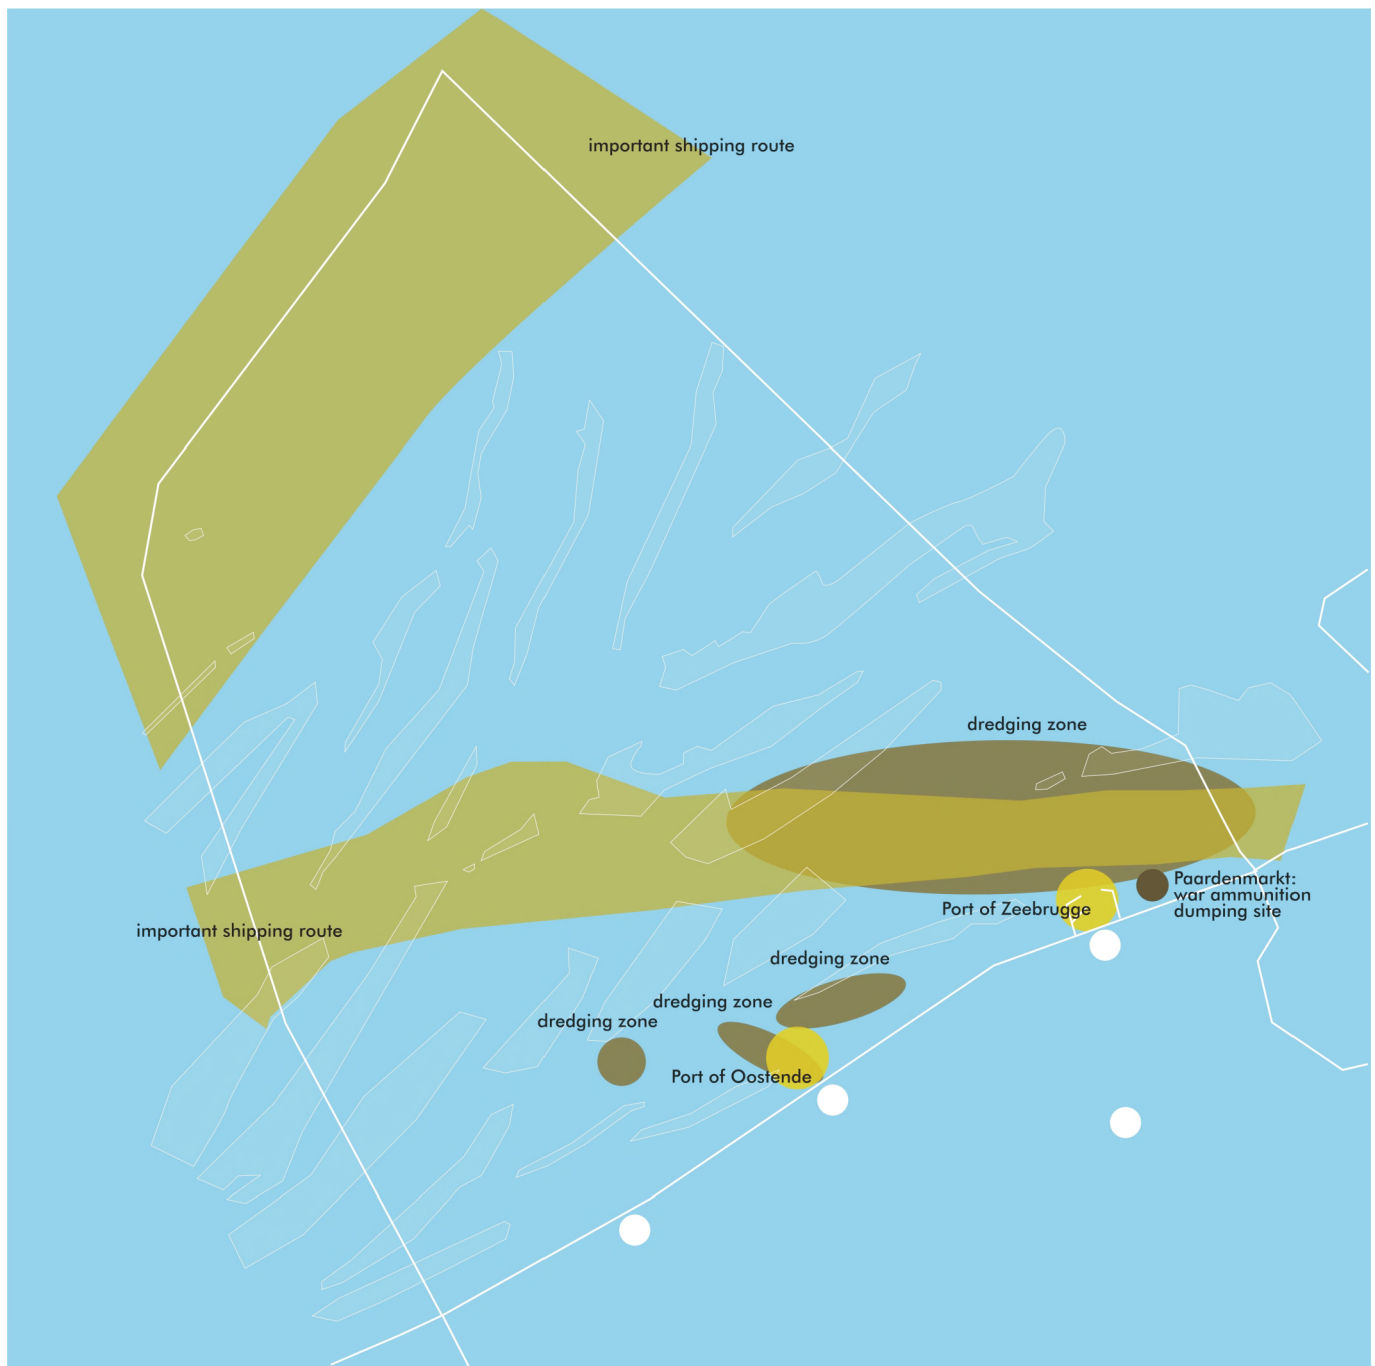 important shipping route
dredging zone
Paardenmarkt:
war ammunition
dumping site
Port of Zeebrugge
important shipping route
dredging zone
dredging zone
dredging zone
Port of Oostende